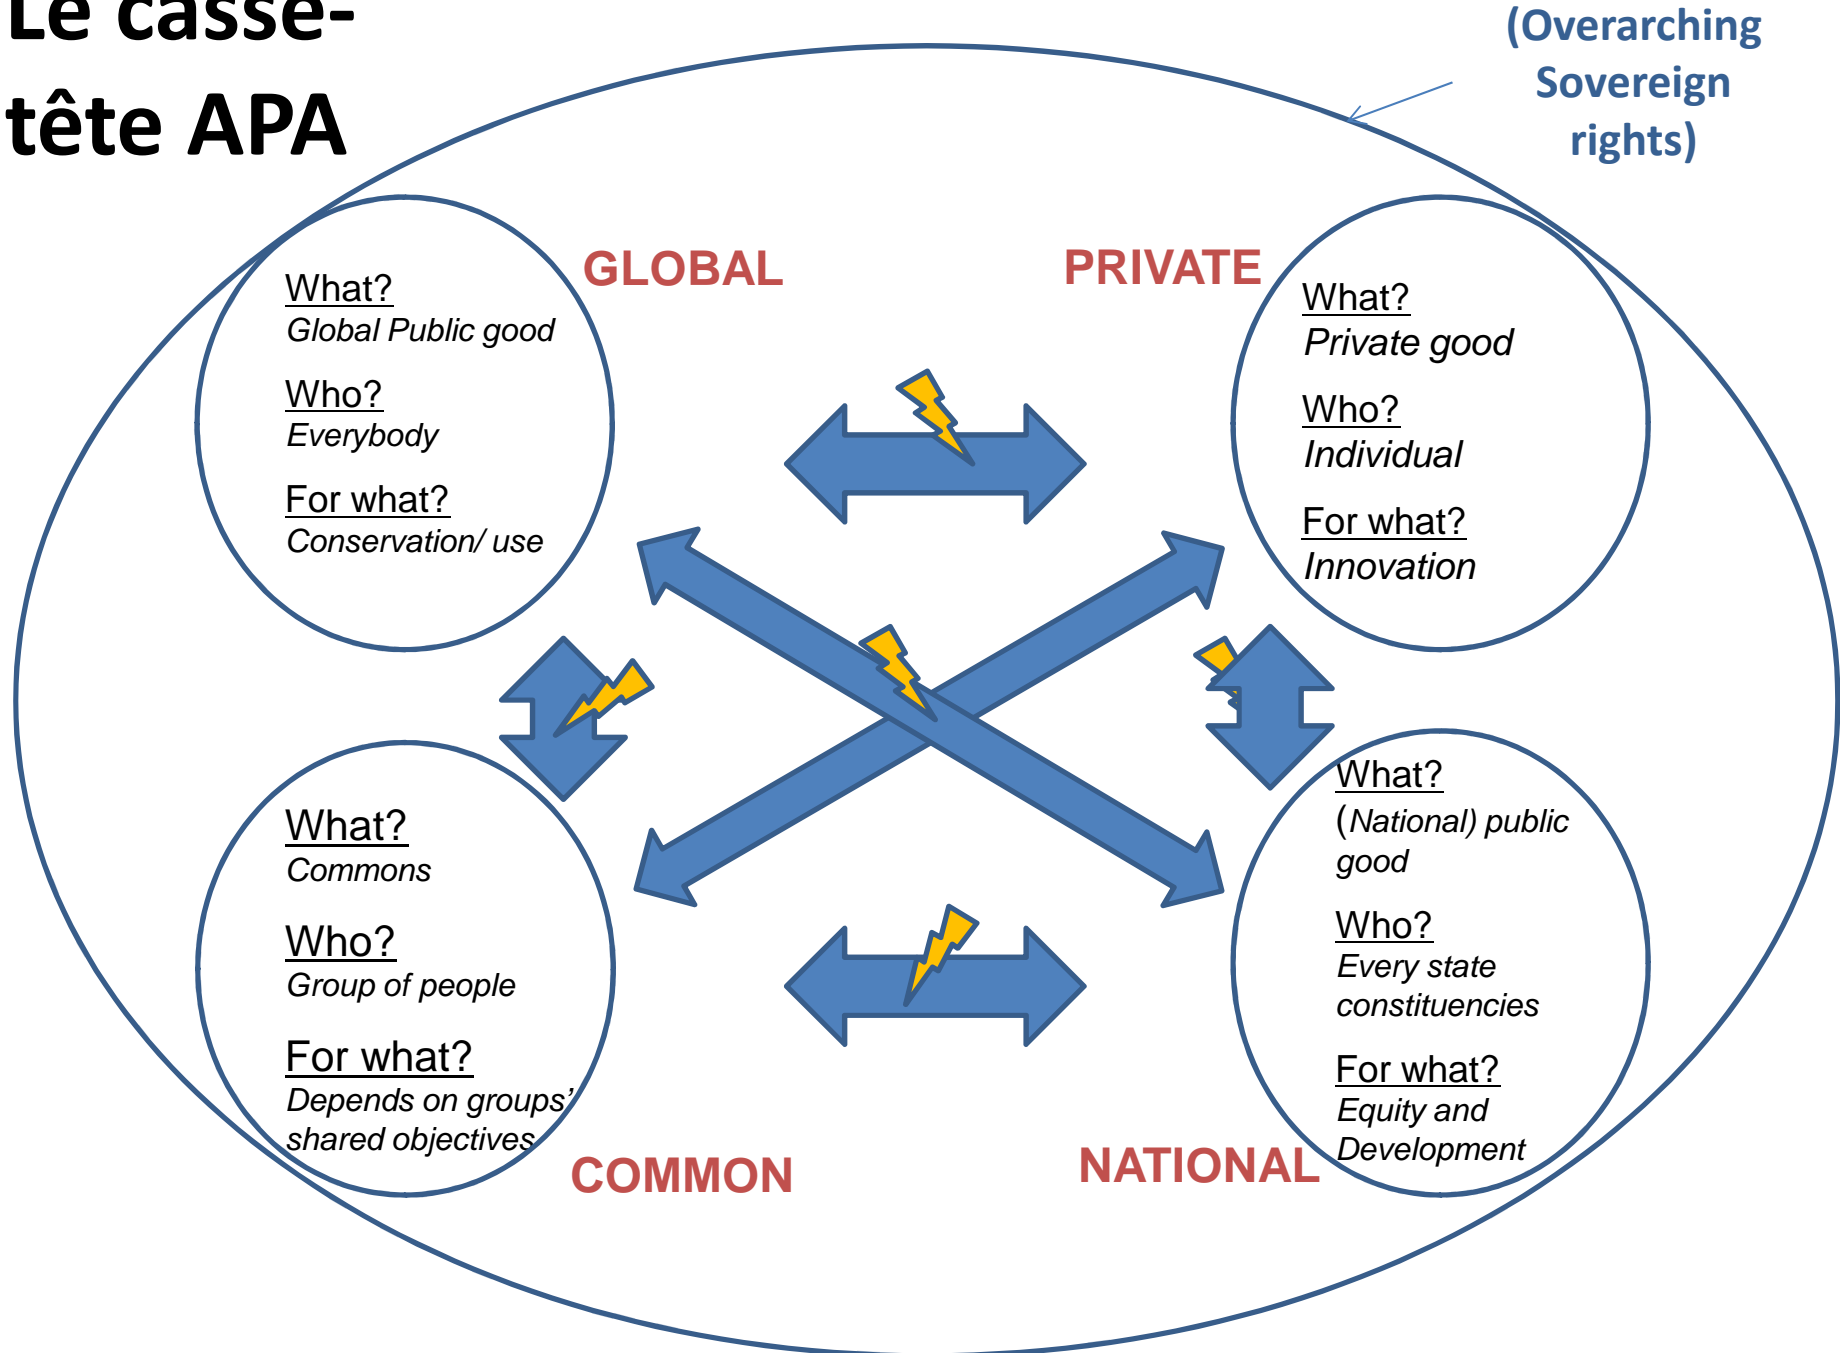 Le casse-
tête APA
(Overarching
Sovereign
rights)
GLOBAL
What?
Global Public good
Who?
Everybody
For what?
Conservation/ use
PRIVATE
What?
Private good
Who?
Individual
For what?
Innovation
What?
Commons
Who?
Group of people
For what?
Depends on groups’
shared objectives
COMMON
What?
(National) public
good
Who?
Every state
constituencies
For what?
Equity and
Development
NATIONAL